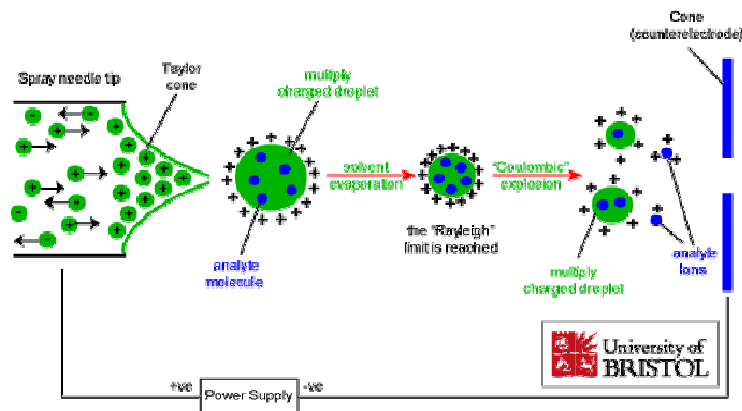 Cone
(counterelectrode)
Spray needle tip
Taylor
cone
multiply
charged droplet
solvent
evaporation
"Coulombic"
explosion
the "Rayleigh"
limit is reached
analyte
molecule
multiply
charged droplet
analyte
ions
University of
BRISTOL
+ve
Power Supply
-ve